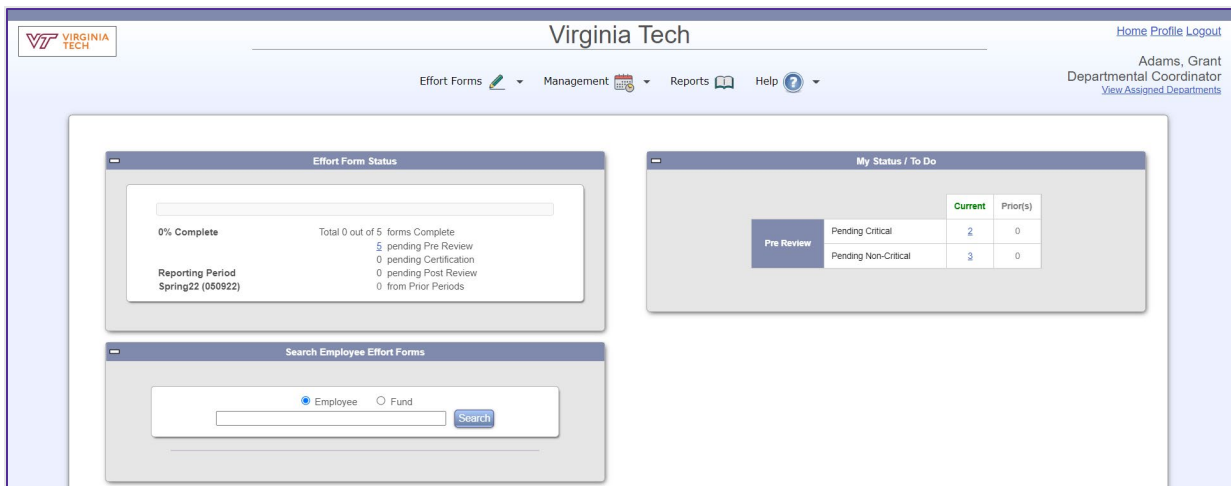 VT VIRGINIA
TECH
Virginia Tech
Home Profile Logout
Adams, Grant
Departmental Coordinator
View Assigned Departments
Effort Forms Management Reports Help ?
Effort Form Status
0% Complete Total 0 out of 5 forms Complete
5 pending Pre Review
0 pending Certification
Reporting Period 0 pending Post Review
Spring22 (050922) 0 from Prior Periods
My Status / To Do
Current Prior(s)
Pre Review
Pending Critical 2 0
Pending Non-Critical 3 0
Search Employee Effort Forms
Employee Fund
Search